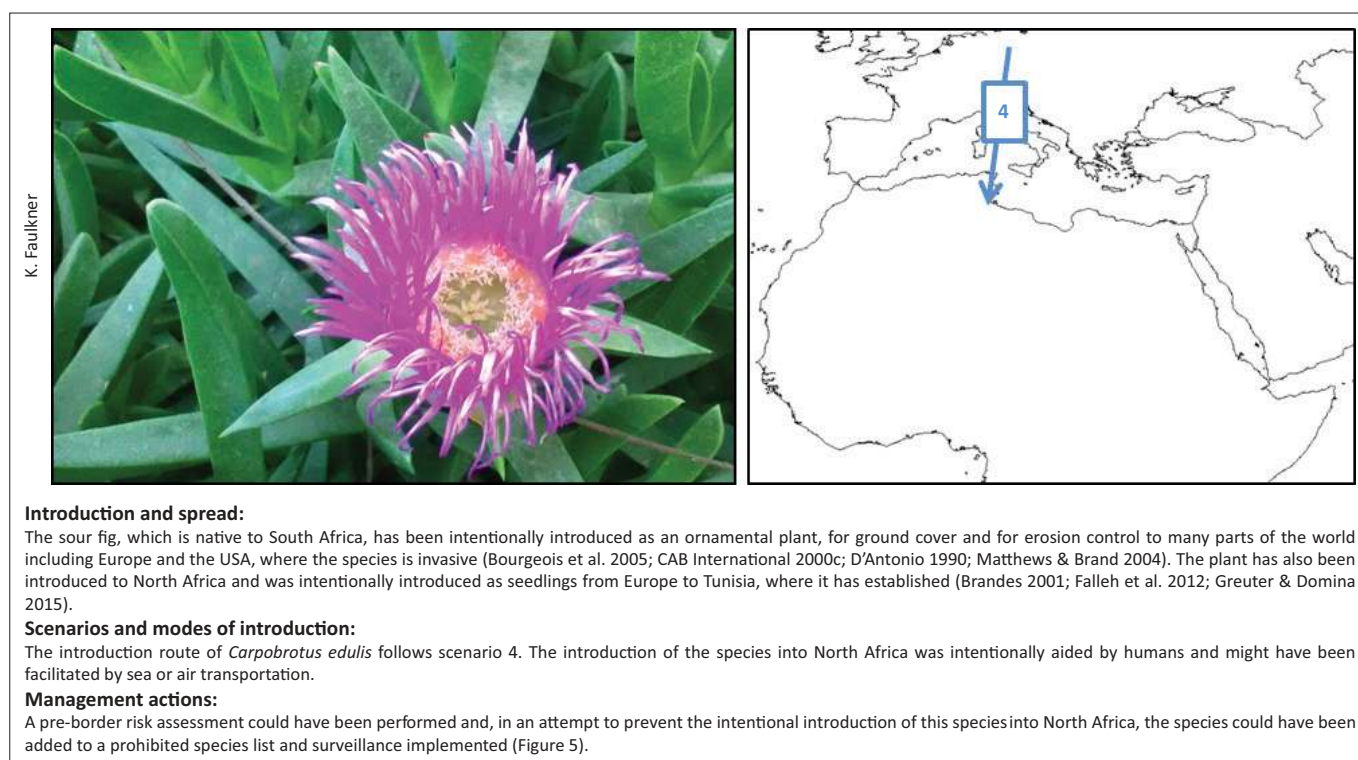 K. Faulkner
4
Introduction and spread:
The sour fig, which is native to South Africa, has been intentionally introduced as an ornamental plant, for ground cover and for erosion control to many parts of the world
including Europe and the USA, where the species is invasive (Bourgeois et al. 2005; CAB International 2000c; D’Antonio 1990; Matthews & Brand 2004). The plant has also been
introduced to North Africa and was intentionally introduced as seedlings from Europe to Tunisia, where it has established (Brandes 2001; Falleh et al. 2012; Greuter & Domina
2015).
Scenarios and modes of introduction:
The introduction route of Carpobrotus edulis follows scenario 4. The introduction of the species into North Africa was intentionally aided by humans and might have been
facilitated by sea or air transportation.
Management actions:
A pre-border risk assessment could have been performed and, in an attempt to prevent the intentional introduction of this species into North Africa, the species could have been
added to a prohibited species list and surveillance implemented (Figure 5).